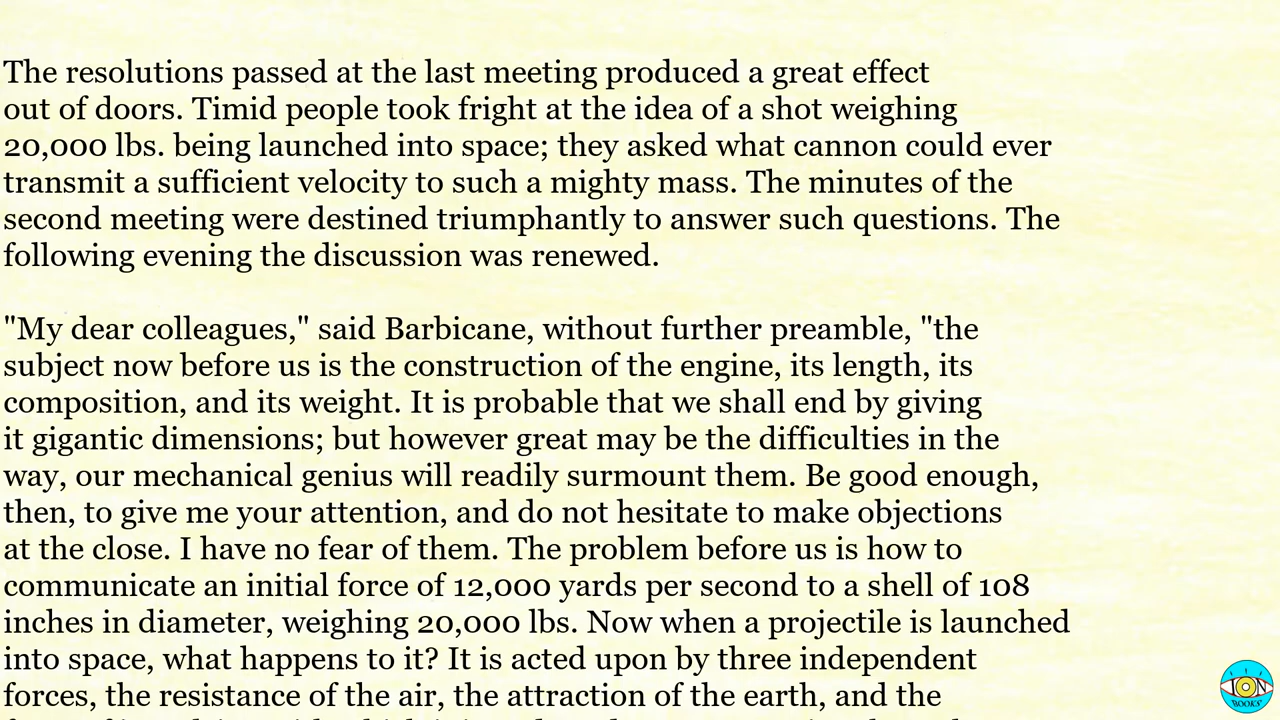 The resolutions passed at the last meeting produced a great effect
out of doors. Timid people took fright at the idea of a shot weighing
20,000 lbs. being launched into space; they asked what cannon could ever
transmit a sufficient velocity to such a mighty mass. The minutes of the
second meeting were destined triumphantly to answer such questions. The
following evening the discussion was renewed.
"My dear colleagues," said Barbicane, without further preamble, "the
subject now before us is the construction of the engine, its length, its
composition, and its weight. It is probable that we shall end by giving
it gigantic dimensions; but however great may be the difficulties in the
way, our mechanical genius will readily surmount them. Be good enough,
then, to give me your attention, and do not hesitate to make objections
at the close. I have no fear of them. The problem before us is how to
communicate an initial force of 12,000 yards per second to a shell of 108
inches in diameter, weighing 20,000 lbs. Now when a projectile is launched
into space, what happens to it? It is acted upon by three independent
forces, the resistance of the air, the attraction of the earth, and the
ION
BOOKS